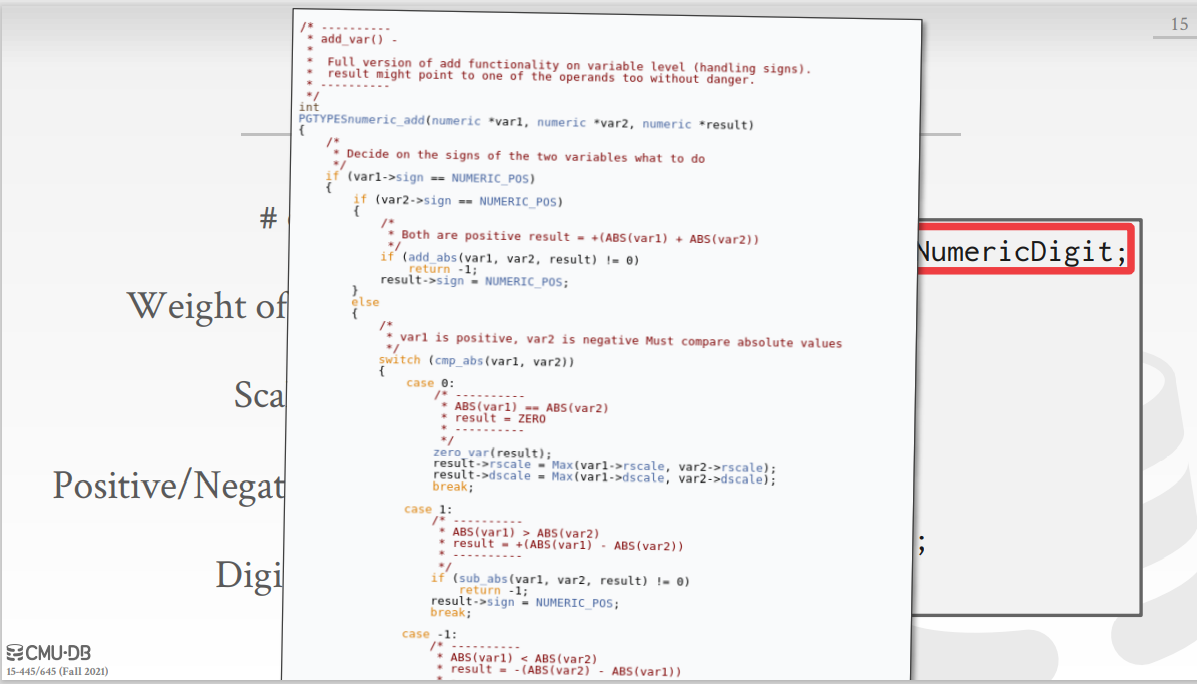 15
/* ----------
 * add_var() -
 *
 *  Full version of add functionality on variable level (handling signs).
 *  result might point to one of the operands too without danger.
 * ----------
 */
int
PGTYPESnumeric_add(numeric *var1, numeric *var2, numeric *result)
{
    /*
     * Decide on the signs of the two variables what to do
     */
    if (var1->sign == NUMERIC_POS)
    {
        if (var2->sign == NUMERIC_POS)
        {
            /*
             * Both are positive result = +(ABS(var1) + ABS(var2))
             */
            if (add_abs(var1, var2, result) != 0)
                return -1;
            result->sign = NUMERIC_POS;
        }
        else
        {
            /*
             * var1 is positive, var2 is negative Must compare absolute values
             */
            switch (cmp_abs(var1, var2))
            {
                case 0:
                    /* ----------
                     * ABS(var1) == ABS(var2)
                     * result = ZERO
                     * ----------
                     */
                    zero_var(result);
                    result->rscale = Max(var1->rscale, var2->rscale);
                    result->dscale = Max(var1->dscale, var2->dscale);
                    break;

                case 1:
                    /* ----------
                     * ABS(var1) > ABS(var2)
                     * result = +(ABS(var1) - ABS(var2))
                     * ----------
                     */
                    if (sub_abs(var1, var2, result) != 0)
                        return -1;
                    result->sign = NUMERIC_POS;
                    break;

                case -1:
                    /* ----------
                     * ABS(var1) < ABS(var2)
                     * result = -(ABS(var2) - ABS(var1))
#
Weight of
Sca
Positive/Negat
Digi
NumericDigit;
;
CMU·DB
15-445/645 (Fall 2021)